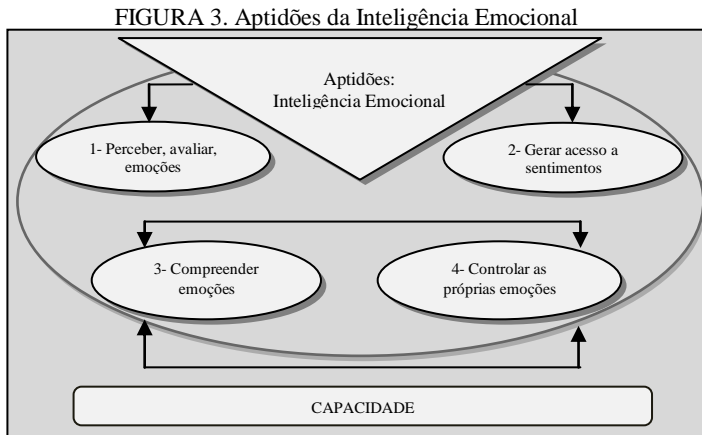 FIGURA 3. Aptidões da Inteligência Emocional
Aptidões:
Inteligência Emocional
1- Perceber, avaliar,
emoções
2- Gerar acesso a
sentimentos
3- Compreender
emoções
4- Controlar as
próprias emoções
CAPACIDADE